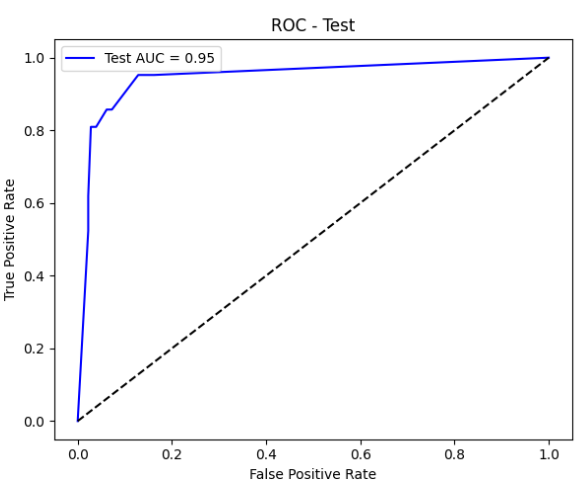 ROC - Test
Test AUC = 0.95
True Positive Rate
1.0
0.8
0.6
0.4
0.2
0.0
0.0 0.2 0.4 0.6 0.8 1.0
False Positive Rate